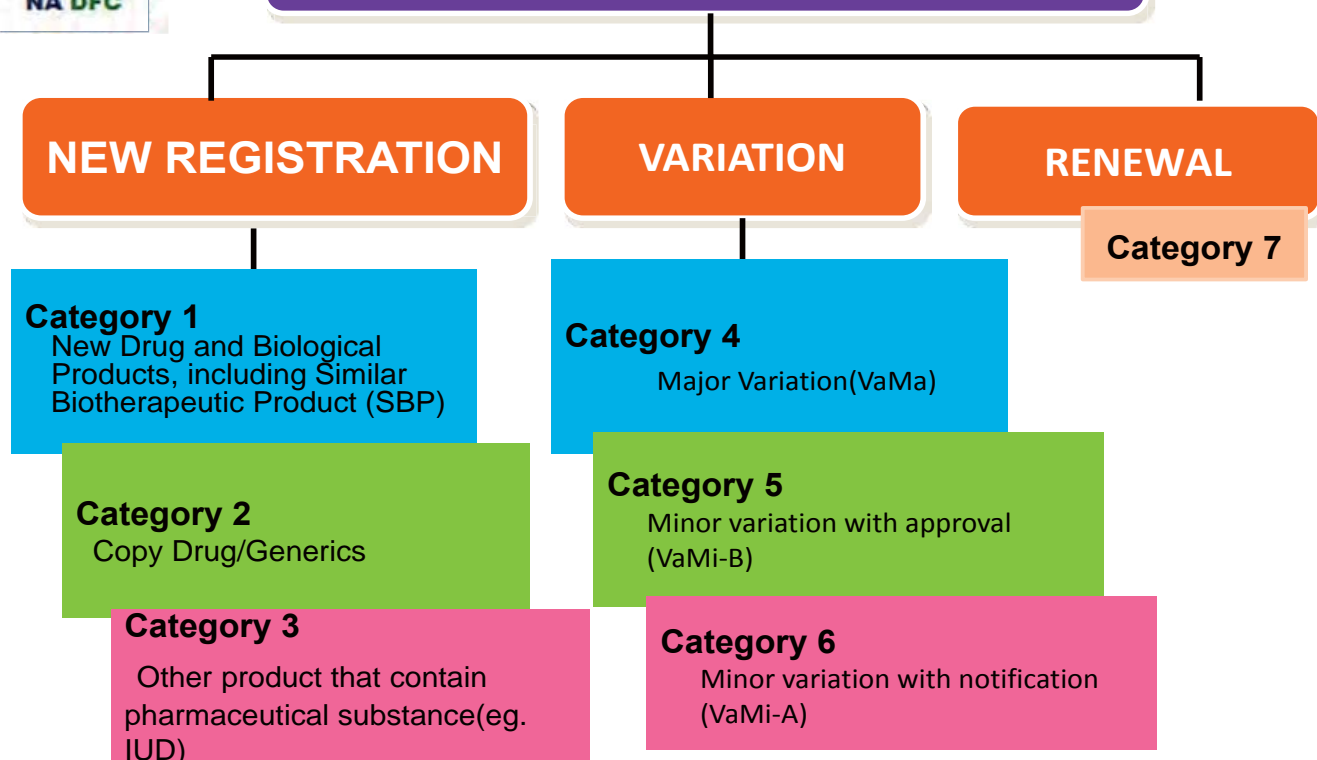 NA DFC
NEW REGISTRATION
VARIATION
RENEWAL
Category 7
Category 1
New Drug and Biological
Products, including Similar
Biotherapeutic Product (SBP)
Category 2
Copy Drug/Generics
Category 3
Other product that contain
pharmaceutical substance(eg.
IUD)
Category 4
Major Variation(VaMa)
Category 5
Minor variation with approval
(VaMi-B)
Category 6
Minor variation with notification
(VaMi-A)